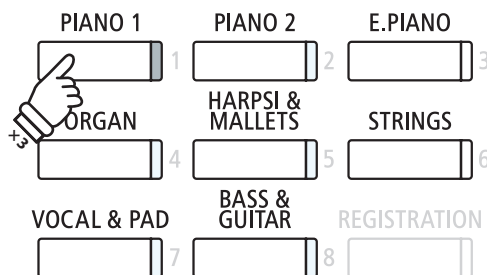 PIANO 1
PIANO 2
E.PIANO
1
2
3
ORGAN
HARPSI &
MALLETS
STRINGS
×3
4
5
6
VOCAL & PAD
BASS &
GUITAR
REGISTRATION
7
8